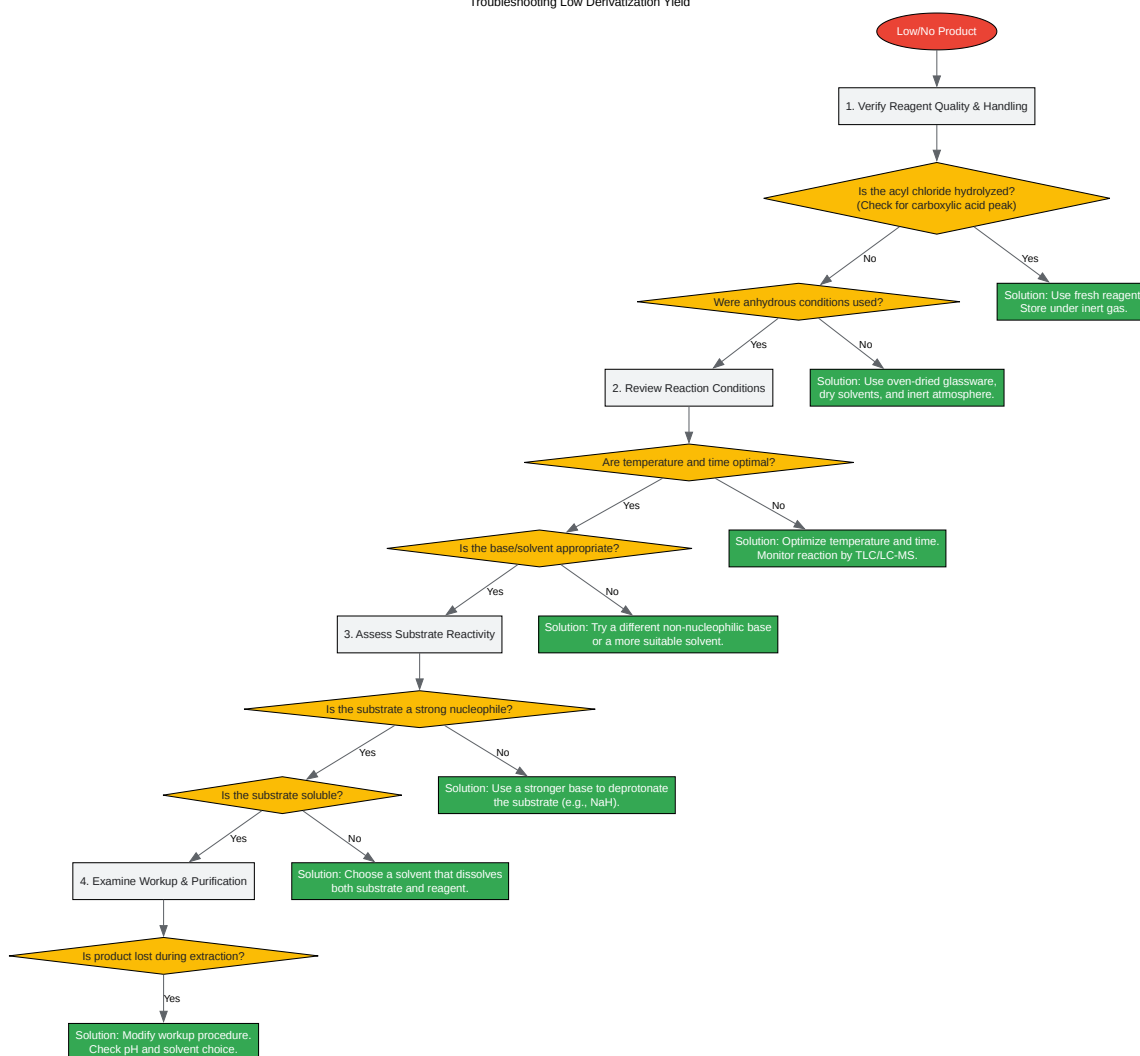 Troubleshooting Low Derivatization Yield
Low/No Product
1. Verify Reagent Quality & Handling
Is the acyl chloride hydrolyzed?
(Check for carboxylic acid peak)
No
Yes
Were anhydrous conditions used?
Solution: Use fresh reagent
Store under inert gas.
Yes
No
2. Review Reaction Conditions
Solution: Use oven-dried glassware,
dry solvents, and inert atmosphere.
Are temperature and time optimal?
Yes
No
Is the base/solvent appropriate?
Solution: Optimize temperature and time.
Monitor reaction by TLC/LC-MS.
Yes
No
3. Assess Substrate Reactivity
Solution: Try a different non-nucleophilic base
or a more suitable solvent.
Is the substrate a strong nucleophile?
Yes
No
Is the substrate soluble?
Solution: Use a stronger base to deprotonate
the substrate (e.g., NaH).
Yes
No
4. Examine Workup & Purification
Solution: Choose a solvent that dissolves
both substrate and reagent.
Is product lost during extraction?
Yes
Solution: Modify workup procedure.
Check pH and solvent choice.